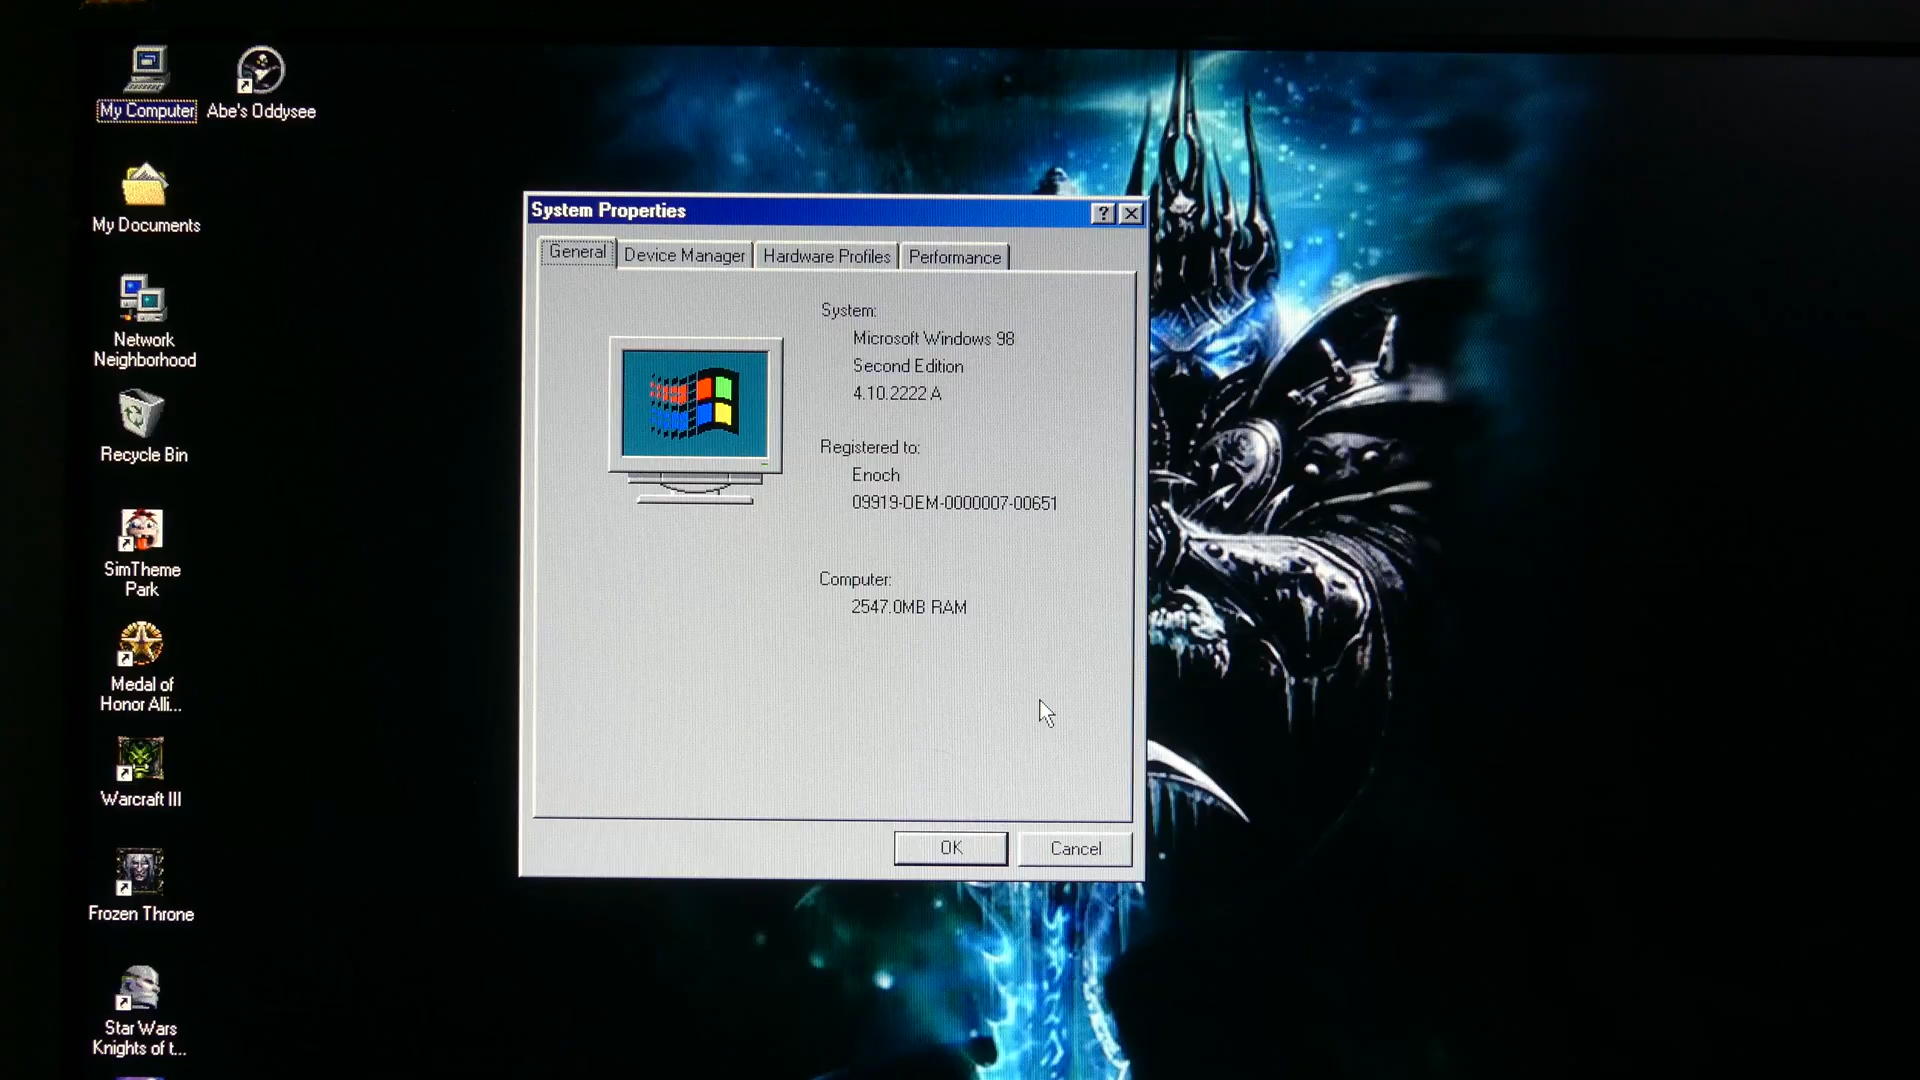 My Computer
Abe's Oddysee
My Documents
Network
Neighborhood
Recycle Bin
SimTheme
Park
Medal of
Honor Alli...
Warcraft III
Frozen Throne
Star Wars
Knights of t...
System Properties
General
Device Manager
Hardware Profiles
Performance
System:
Microsoft Windows 98
Second Edition
4.10.2222 A
Registered to:
Enoch
09919-OEM-0000007-00651
Computer:
2547.0MB RAM
OK
Cancel